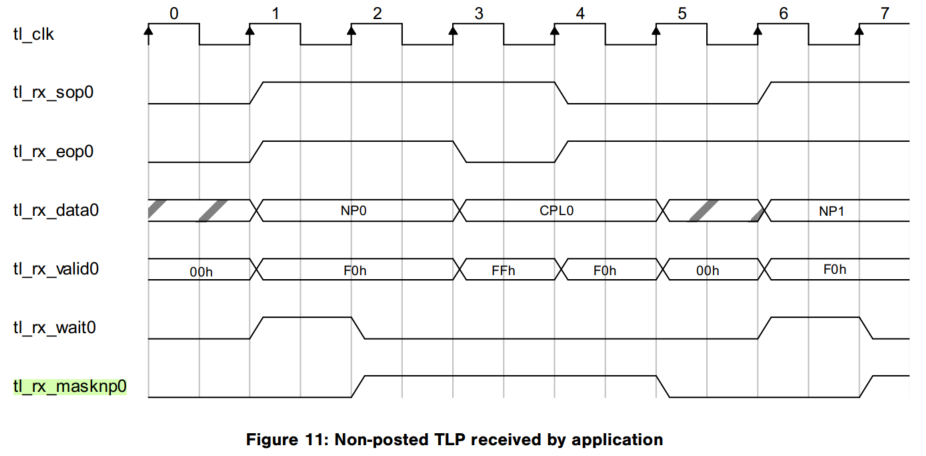 0 1 2 3 4 5 6 7
tl_clk
tl_rx_sop0
tl_rx_eop0
tl_rx_data0 NP0 CPL0 NP1
tl_rx_valid0 00h F0h FFh F0h 00h F0h
tl_rx_wait0
tl_rx_masknp0
Figure 11: Non-posted TLP received by application